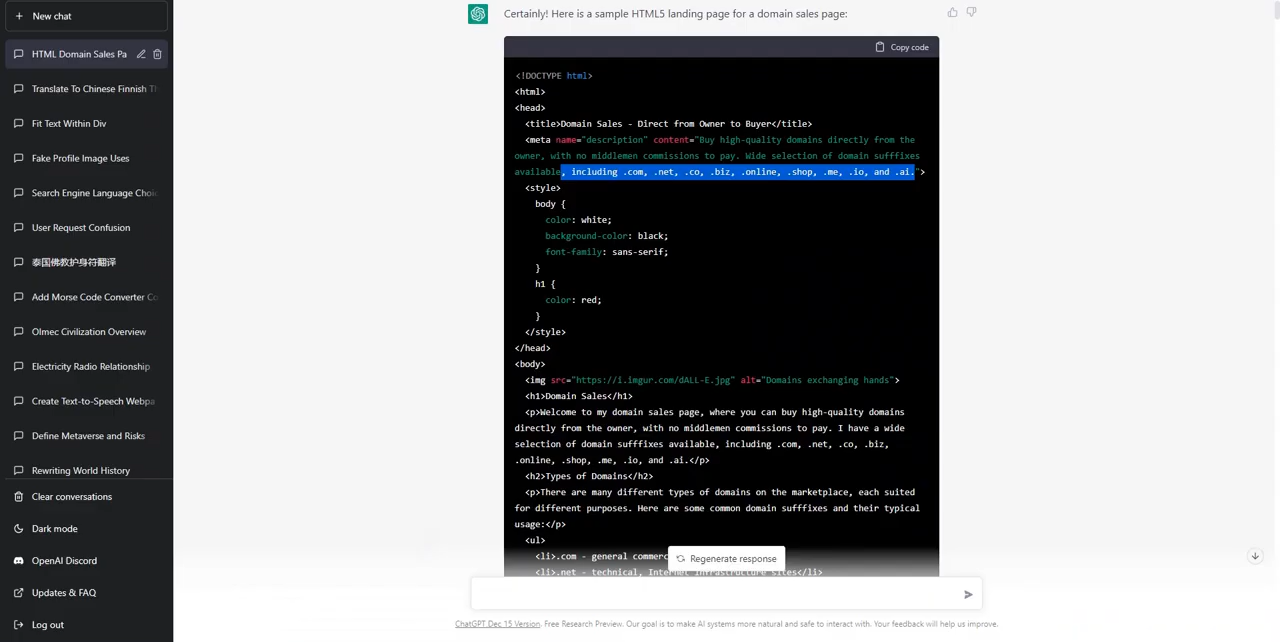 New chat
HTML Domain Sales Pa
Translate To Chinese Finnish Th
Fit Text Within Div
Fake Profile Image Uses
Search Engine Language Choic
User Request Confusion
泰国佛教护身符翻译
Add Morse Code Converter Co
Olmec Civilization Overview
Electricity Radio Relationship
Create Text-to-Speech Webpa
Define Metaverse and Risks
Rewriting World History
Clear conversations
Dark mode
OpenAI Discord
Updates & FAQ
Log out
Certainly! Here is a sample HTML5 landing page for a domain sales page:
Copy code
<!DOCTYPE html>
<html>
<head>
<title>Domain Sales - Direct from Owner to Buyer</title>
<meta name="description" content="Buy high-quality domains directly from the
owner, with no middlemen commissions to pay. Wide selection of domain sufffixes
available, including .com, .net, .co, .biz, .online, .shop, .me, .io, and .ai.">
<style>
body {
color: white;
background-color: black;
font-family: sans-serif;
}
h1 {
color: red;
}
</style>
</head>
<body>
<img src="https://i.imgur.com/dALL-E.jpg" alt="Domains exchanging hands">
<h1>Domain Sales</h1>
<p>Welcome to my domain sales page, where you can buy high-quality domains
directly from the owner, with no middlemen commissions to pay. I have a wide
selection of domain sufffixes available, including .com, .net, .co, .biz,
.online, .shop, .me, .io, and .ai.</p>
<h2>Types of Domains</h2>
<p>There are many different types of domains on the marketplace, each suited
for different purposes. Here are some common domain sufffixes and their typical
usage:</p>
<ul>
<li>.com - general commerc
<li>.net - technical, Internet infrastructure sites</li>
Regenerate response
ChatGPT Dec 15 Version. Free Research Preview. Our goal is to make AI systems more natural and safe to interact with. Your feedback will help us improve.